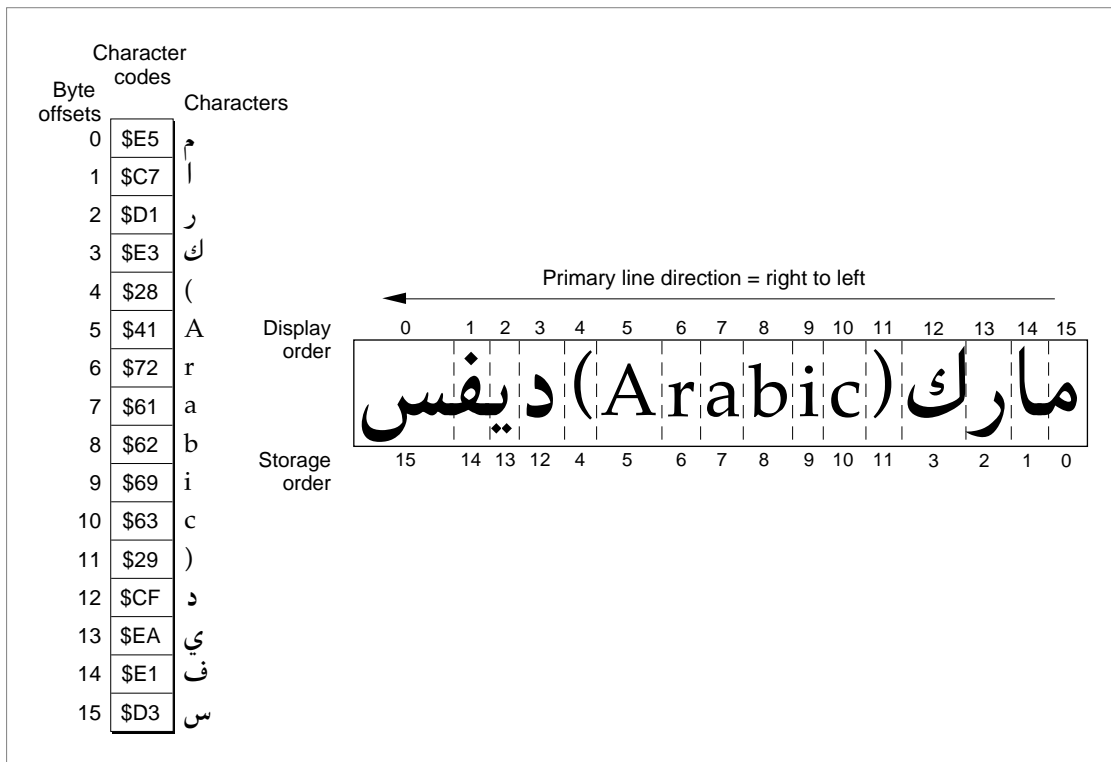 Character
codes
Byte
offsets
Characters
0 $E5 م
1 $C7 ا
2 $D1 ر
3 $E3 ك
4 $28 (
5 $41 A
6 $72 r
7 $61 a
8 $62 b
9 $69 i
10 $63 c
11 $29 )
12 $CF د
13 $EA ي
14 $E1 ف
15 $D3 س
Primary line direction = right to left
Display
order
0 1 2 3 4 5 6 7 8 9 10 11 12 13 14 15
مارك (Arabic) ديفس
Storage
order
15 14 13 12 4 5 6 7 8 9 10 11 3 2 1 0